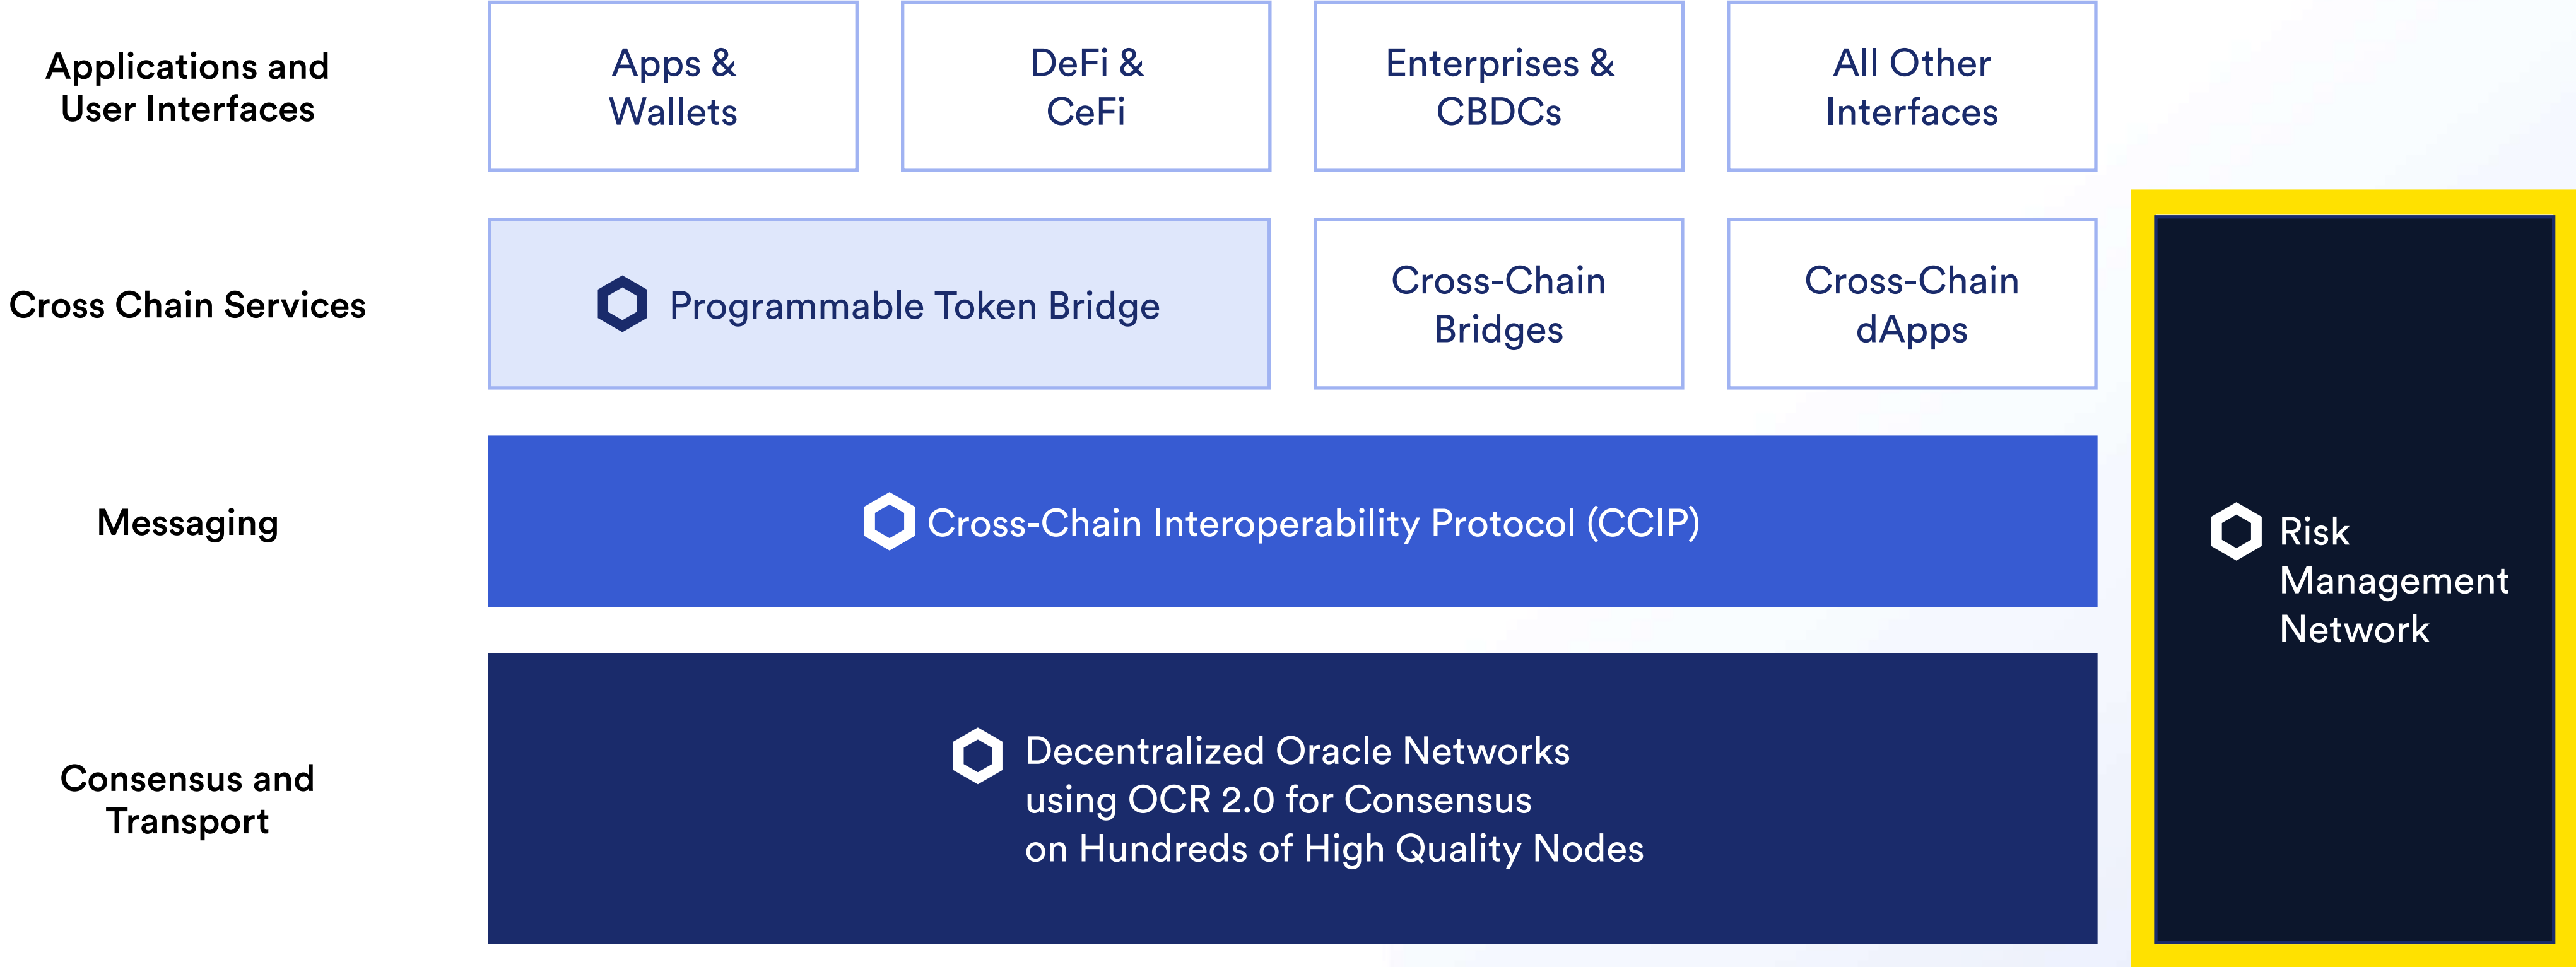 Applications and
User Interfaces
Apps &
Wallets
DeFi &
CeFi
Enterprises &
CBDCs
All Other
Interfaces
Cross Chain Services
Programmable Token Bridge
Cross-Chain
Bridges
Cross-Chain
dApps
Messaging
Cross-Chain Interoperability Protocol (CCIP)
Risk
Management
Network
Consensus and
Transport
Decentralized Oracle Networks
using OCR 2.0 for Consensus
on Hundreds of High Quality Nodes